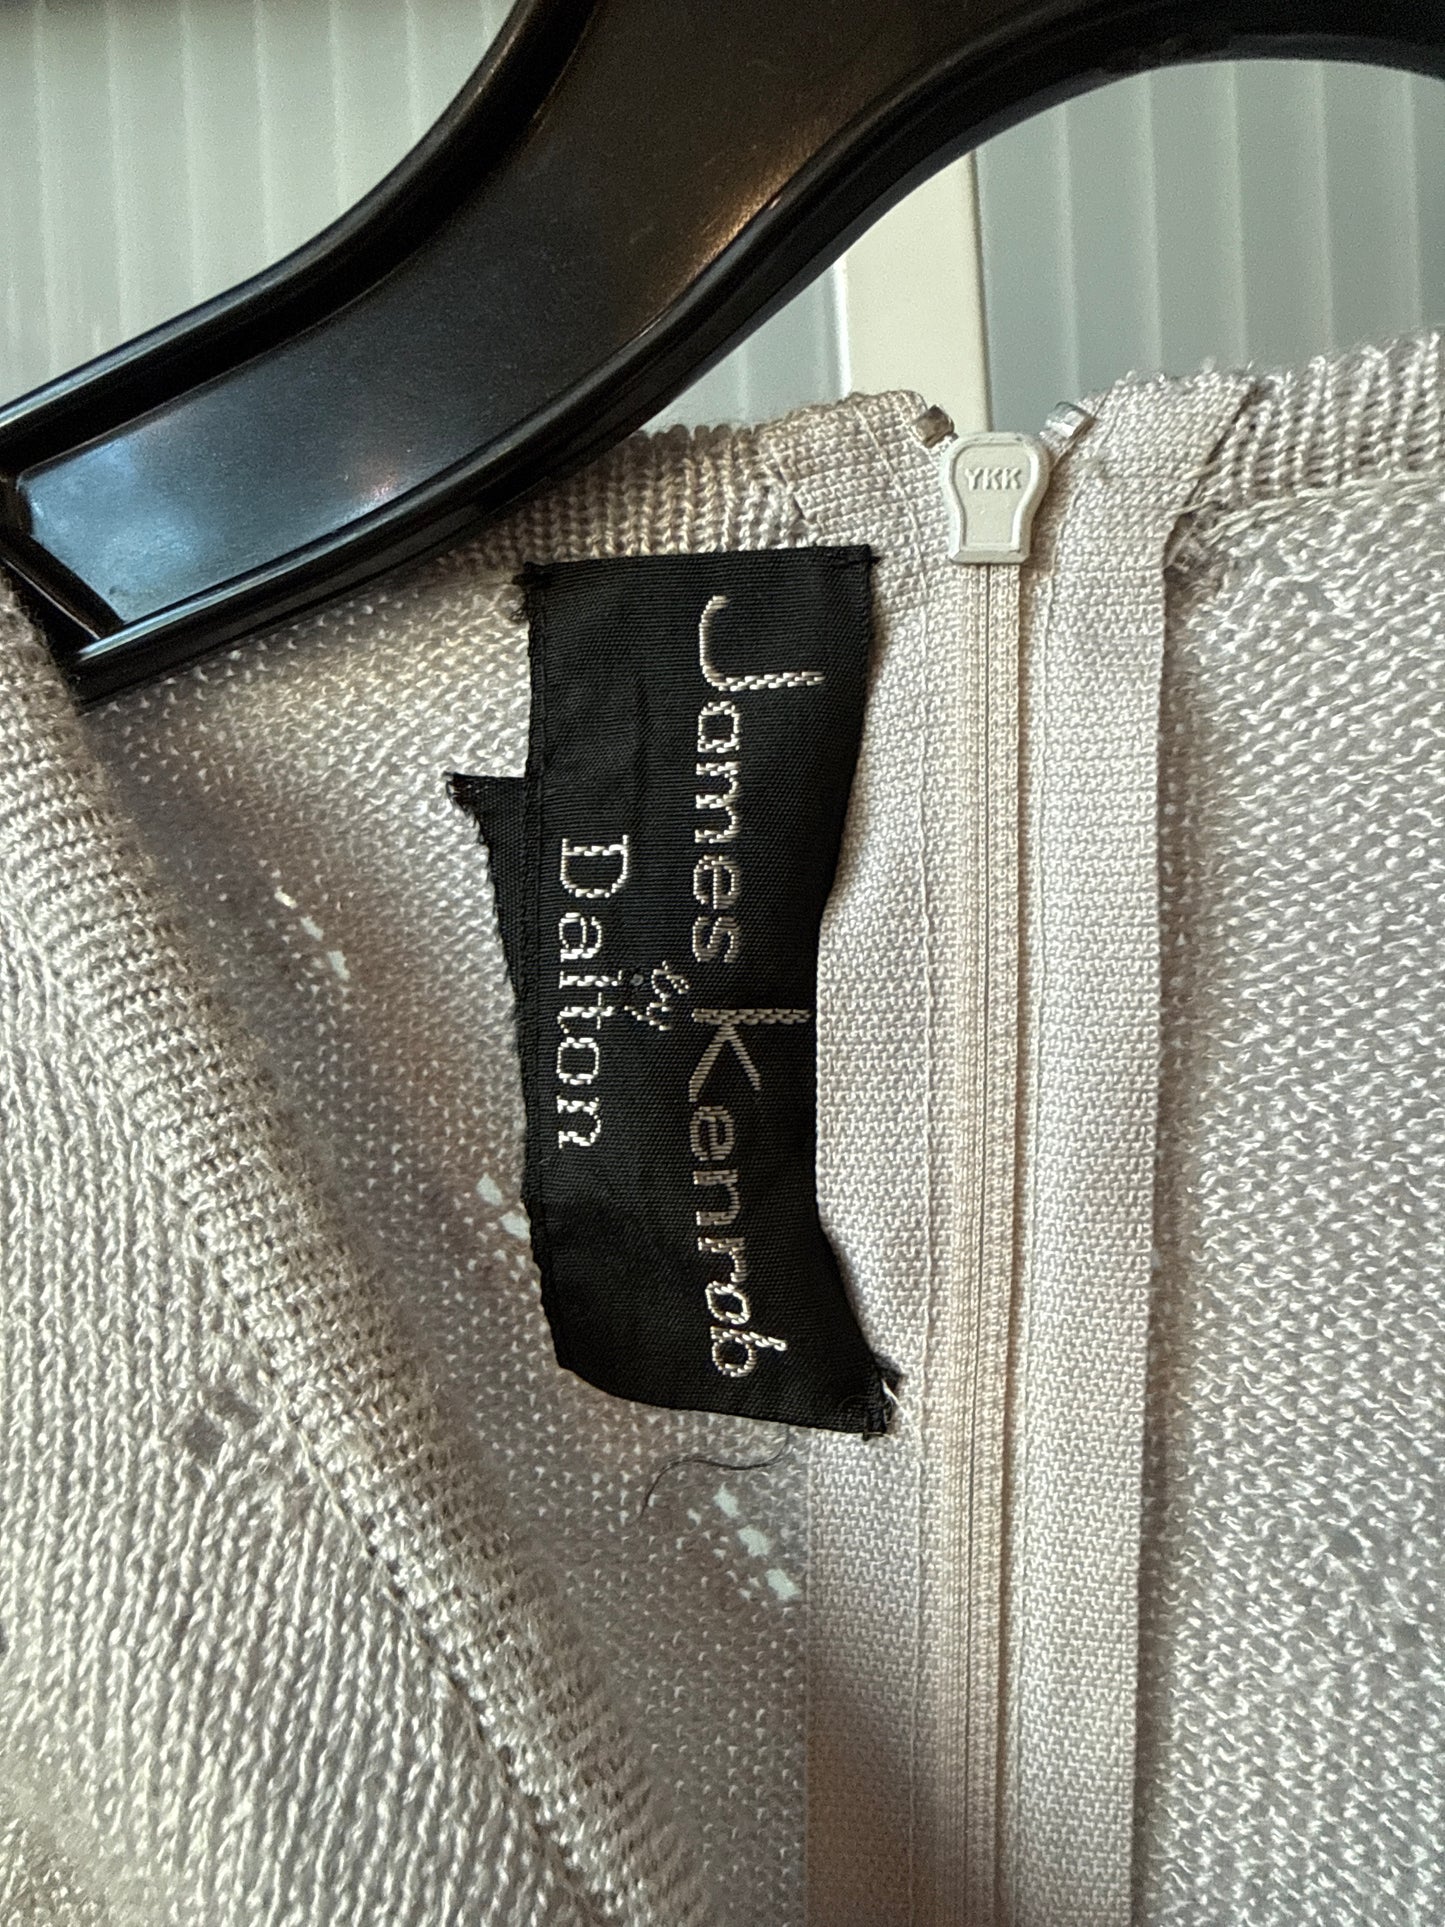 James Kenrob
by
Dalton
YKK